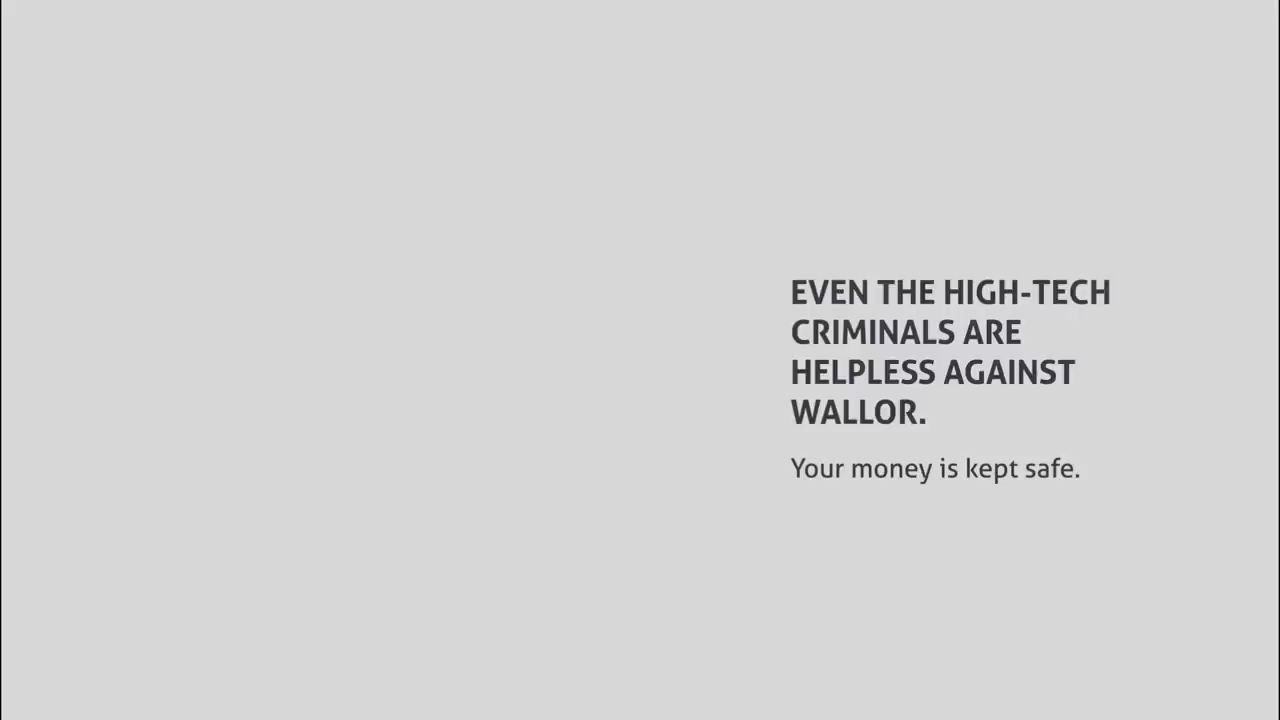 EVEN THE HIGH-TECH
CRIMINALS ARE
HELPLESS AGAINST
WALLOR.
Your money is kept safe.